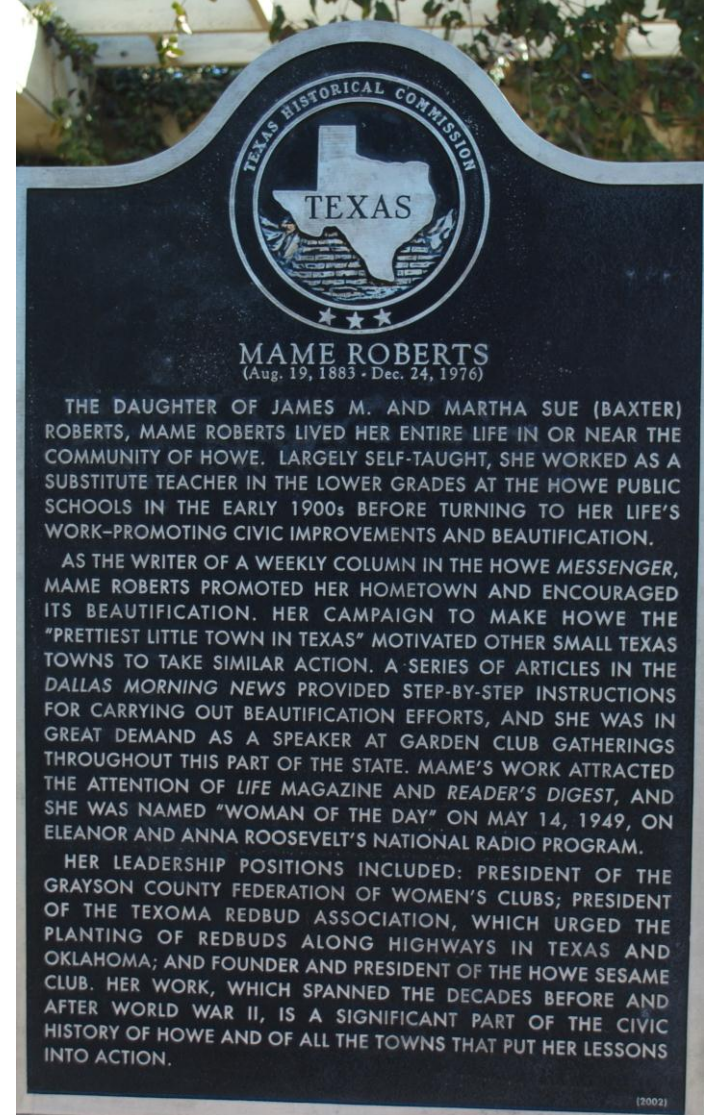 TEXAS HISTORICAL COMMISSION
TEXAS
MAME ROBERTS
(Aug. 19, 1883 - Dec. 24, 1976)
THE DAUGHTER OF JAMES M. AND MARTHA SUE (BAXTER)
ROBERTS, MAME ROBERTS LIVED HER ENTIRE LIFE IN OR NEAR THE
COMMUNITY OF HOWE. LARGELY SELF-TAUGHT, SHE WORKED AS A
SUBSTITUTE TEACHER IN THE LOWER GRADES AT THE HOWE PUBLIC
SCHOOLS IN THE EARLY 1900s BEFORE TURNING TO HER LIFE'S
WORK–PROMOTING CIVIC IMPROVEMENTS AND BEAUTIFICATION.
AS THE WRITER OF A WEEKLY COLUMN IN THE HOWE MESSENGER,
MAME ROBERTS PROMOTED HER HOMETOWN AND ENCOURAGED
ITS BEAUTIFICATION. HER CAMPAIGN TO MAKE HOWE THE
"PRETTIEST LITTLE TOWN IN TEXAS" MOTIVATED OTHER SMALL TEXAS
TOWNS TO TAKE SIMILAR ACTION. A SERIES OF ARTICLES IN THE
DALLAS MORNING NEWS PROVIDED STEP-BY-STEP INSTRUCTIONS
FOR CARRYING OUT BEAUTIFICATION EFFORTS, AND SHE WAS IN
GREAT DEMAND AS A SPEAKER AT GARDEN CLUB GATHERINGS
THROUGHOUT THIS PART OF THE STATE. MAME'S WORK ATTRACTED
THE ATTENTION OF LIFE MAGAZINE AND READER'S DIGEST, AND
SHE WAS NAMED "WOMAN OF THE DAY" ON MAY 14, 1949, ON
ELEANOR AND ANNA ROOSEVELT'S NATIONAL RADIO PROGRAM.
HER LEADERSHIP POSITIONS INCLUDED: PRESIDENT OF THE
GRAYSON COUNTY FEDERATION OF WOMEN'S CLUBS; PRESIDENT
OF THE TEXOMA REDBUD ASSOCIATION, WHICH URGED THE
PLANTING OF REDBUDS ALONG HIGHWAYS IN TEXAS AND
OKLAHOMA; AND FOUNDER AND PRESIDENT OF THE HOWE SESAME
CLUB. HER WORK, WHICH SPANNED THE DECADES BEFORE AND
AFTER WORLD WAR II, IS A SIGNIFICANT PART OF THE CIVIC
HISTORY OF HOWE AND OF ALL THE TOWNS THAT PUT HER LESSONS
INTO ACTION.
(2002)